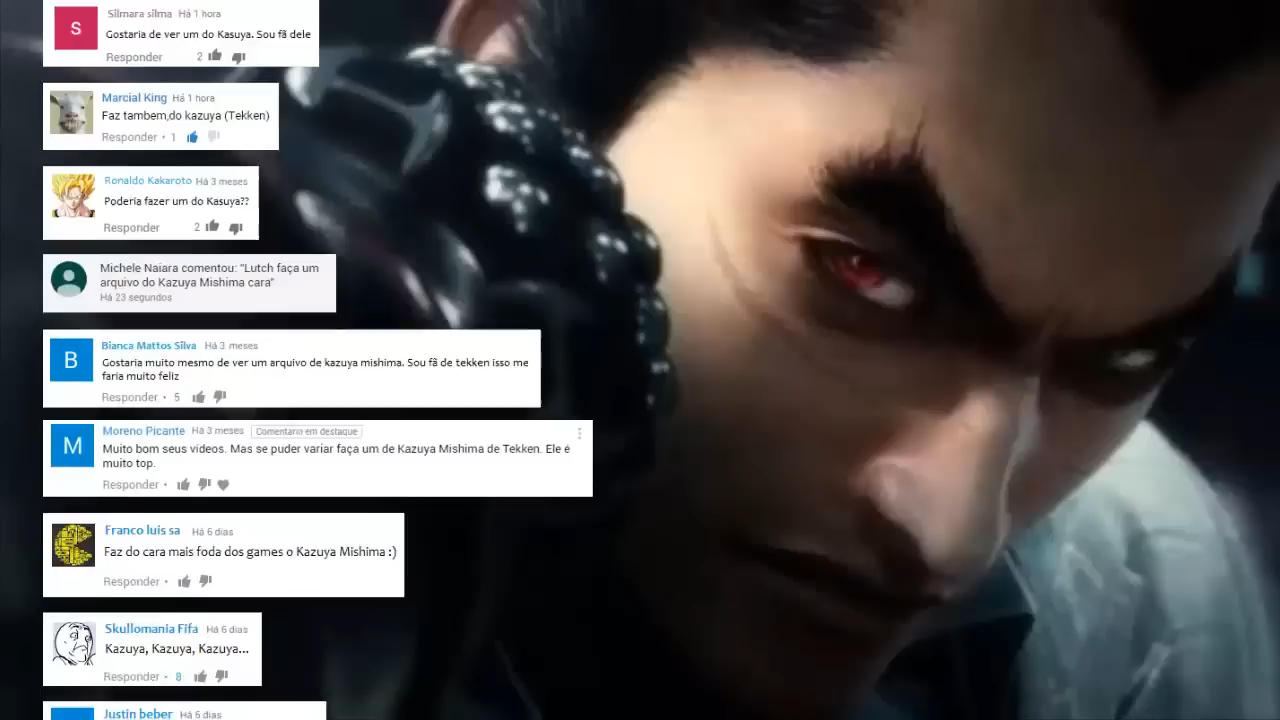 Silmara silma Há 1 hora
Gostaria de ver um do Kasuya. Sou fã dele
Responder 2
Marcial King Há 1 hora
Faz tambem,do kazuya (Tekken)
Responder • 1
Ronaldo Kakaroto Há 3 meses
Poderia fazer um do Kasuya??
Responder 2
Michele Naiara comentou: "Lutch faça um
arquivo do Kazuya Mishima cara"
Há 23 segundos
Bianca Mattos Silva Há 3 meses
Gostaria muito mesmo de ver um arquivo de kazuya mishima. Sou fã de tekken isso me
faria muito feliz
Responder • 5
Moreno Picante Há 3 meses Comentario em destaque
Muito bom seus videos. Mas se puder variar faça um de Kazuya Mishima de Tekken. Ele é
muito top.
Responder •
Franco luis sa Há 6 dias
Faz do cara mais foda dos games o Kazuya Mishima :)
Responder •
Skullomania Fifa Há 6 dias
Kazuya, Kazuya, Kazuya...
Responder • 8
Justin beber Há 6 dias
S
B
M